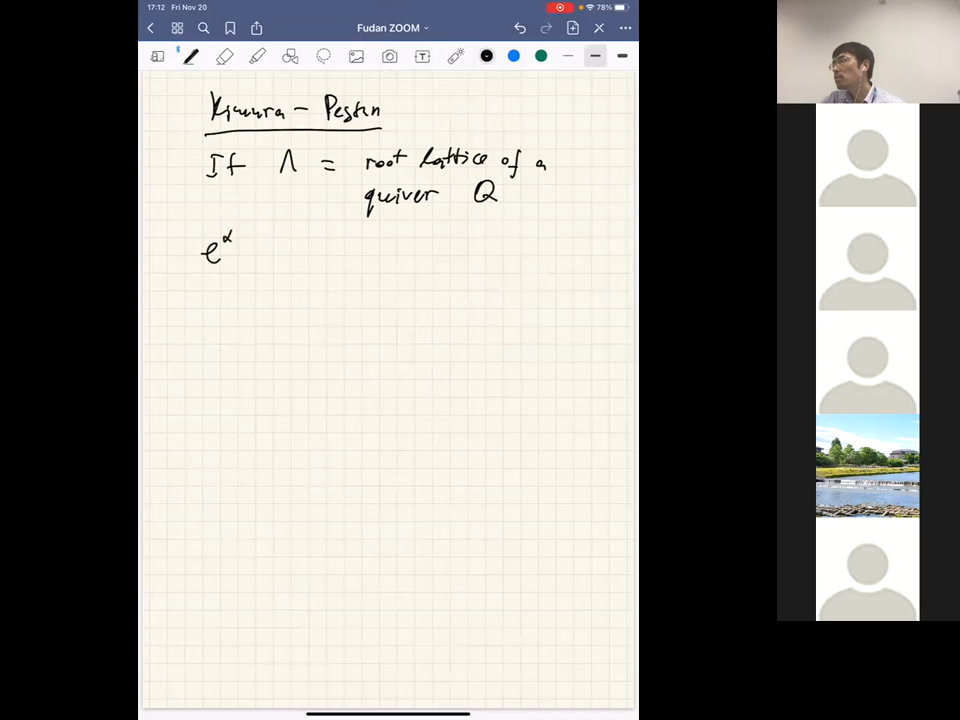 17:12 Fri Nov 20
78%
Fudan ZOOM
Kimura - Pestun
If Λ = root lattice of a
quiver Q
e^α